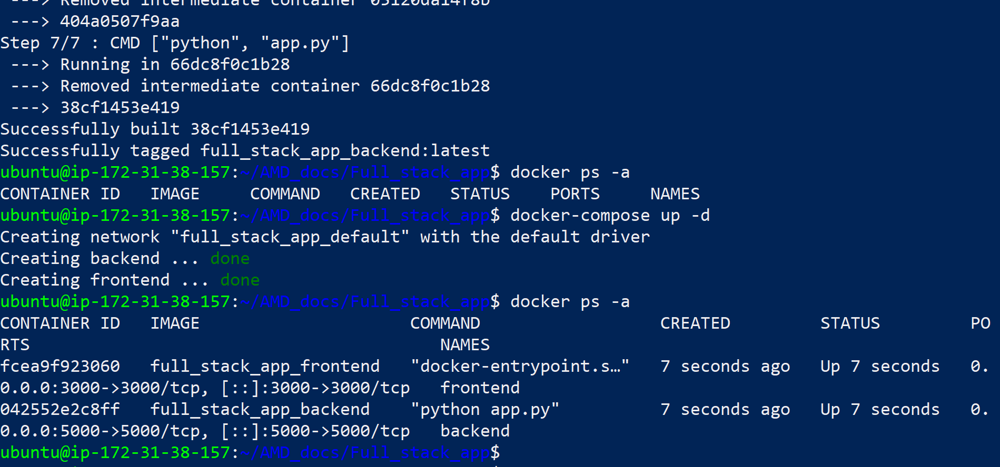 ---> Removed intermediate container 05120da14f8b
 ---> 404a0507f9aa
Step 7/7 : CMD ["python", "app.py"]
 ---> Running in 66dc8f0c1b28
 ---> Removed intermediate container 66dc8f0c1b28
 ---> 38cf1453e419
Successfully built 38cf1453e419
Successfully tagged full_stack_app_backend:latest
ubuntu@ip-172-31-38-157:~/AMD_docs/Full_stack_app$ docker ps -a
CONTAINER ID   IMAGE     COMMAND   CREATED   STATUS    PORTS     NAMES
ubuntu@ip-172-31-38-157:~/AMD_docs/Full_stack_app$ docker-compose up -d
Creating network "full_stack_app_default" with the default driver
Creating backend ... done
Creating frontend ... done
ubuntu@ip-172-31-38-157:~/AMD_docs/Full_stack_app$ docker ps -a
CONTAINER ID   IMAGE                     COMMAND                  CREATED         STATUS         PO
RTS                                         NAMES
fcea9f923060   full_stack_app_frontend   "docker-entrypoint.s…"   7 seconds ago   Up 7 seconds   0.
0.0.0:3000->3000/tcp, [::]:3000->3000/tcp   frontend
042552e2c8ff   full_stack_app_backend    "python app.py"          7 seconds ago   Up 7 seconds   0.
0.0.0:5000->5000/tcp, [::]:5000->5000/tcp   backend
ubuntu@ip-172-31-38-157:~/AMD_docs/Full_stack_app$